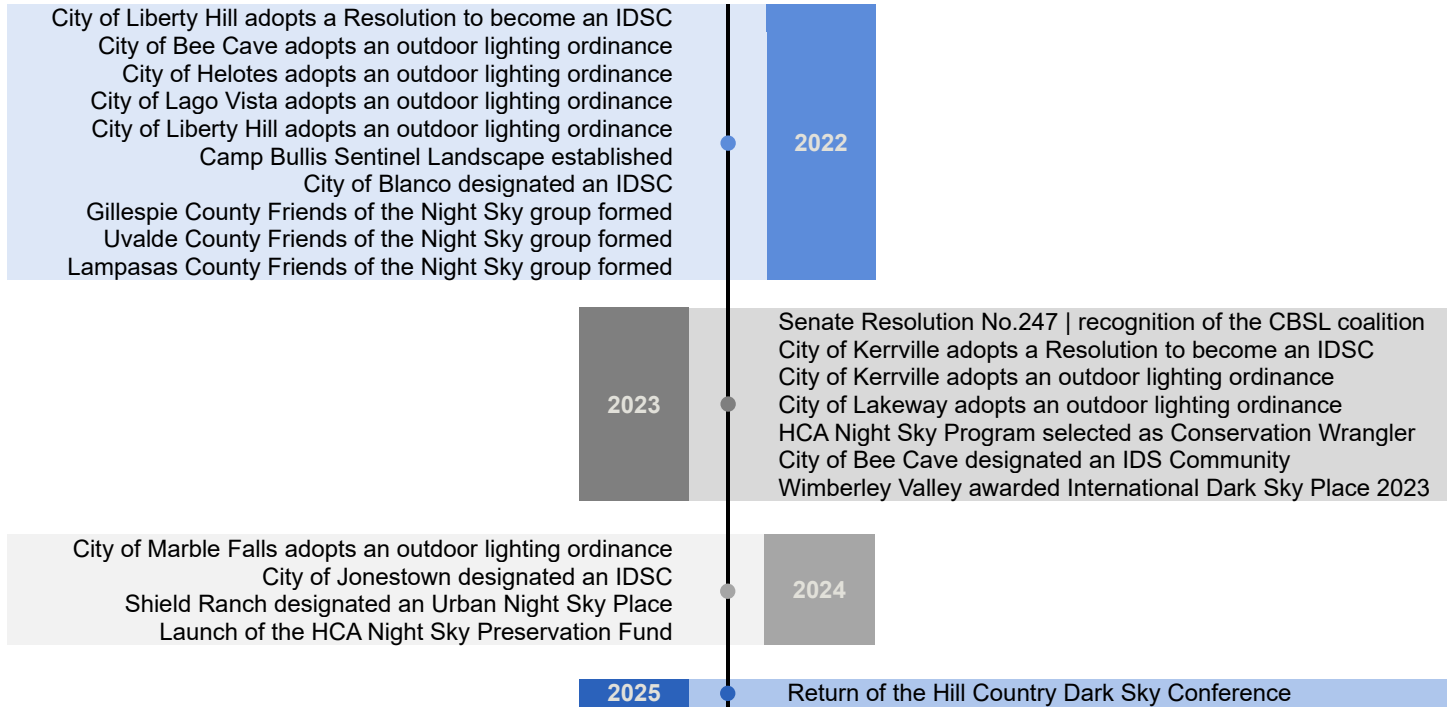 City of Liberty Hill adopts a Resolution to become an IDSC
City of Bee Cave adopts an outdoor lighting ordinance
City of Helotes adopts an outdoor lighting ordinance
City of Lago Vista adopts an outdoor lighting ordinance
City of Liberty Hill adopts an outdoor lighting ordinance
Camp Bullis Sentinel Landscape established
City of Blanco designated an IDSC
Gillespie County Friends of the Night Sky group formed
Uvalde County Friends of the Night Sky group formed
Lampasas County Friends of the Night Sky group formed
2022
2023
Senate Resolution No.247 | recognition of the CBSL coalition
City of Kerrville adopts a Resolution to become an IDSC
City of Kerrville adopts an outdoor lighting ordinance
City of Lakeway adopts an outdoor lighting ordinance
HCA Night Sky Program selected as Conservation Wrangler
City of Bee Cave designated an IDS Community
Wimberley Valley awarded International Dark Sky Place 2023
City of Marble Falls adopts an outdoor lighting ordinance
City of Jonestown designated an IDSC
Shield Ranch designated an Urban Night Sky Place
Launch of the HCA Night Sky Preservation Fund
2024
2025
Return of the Hill Country Dark Sky Conference